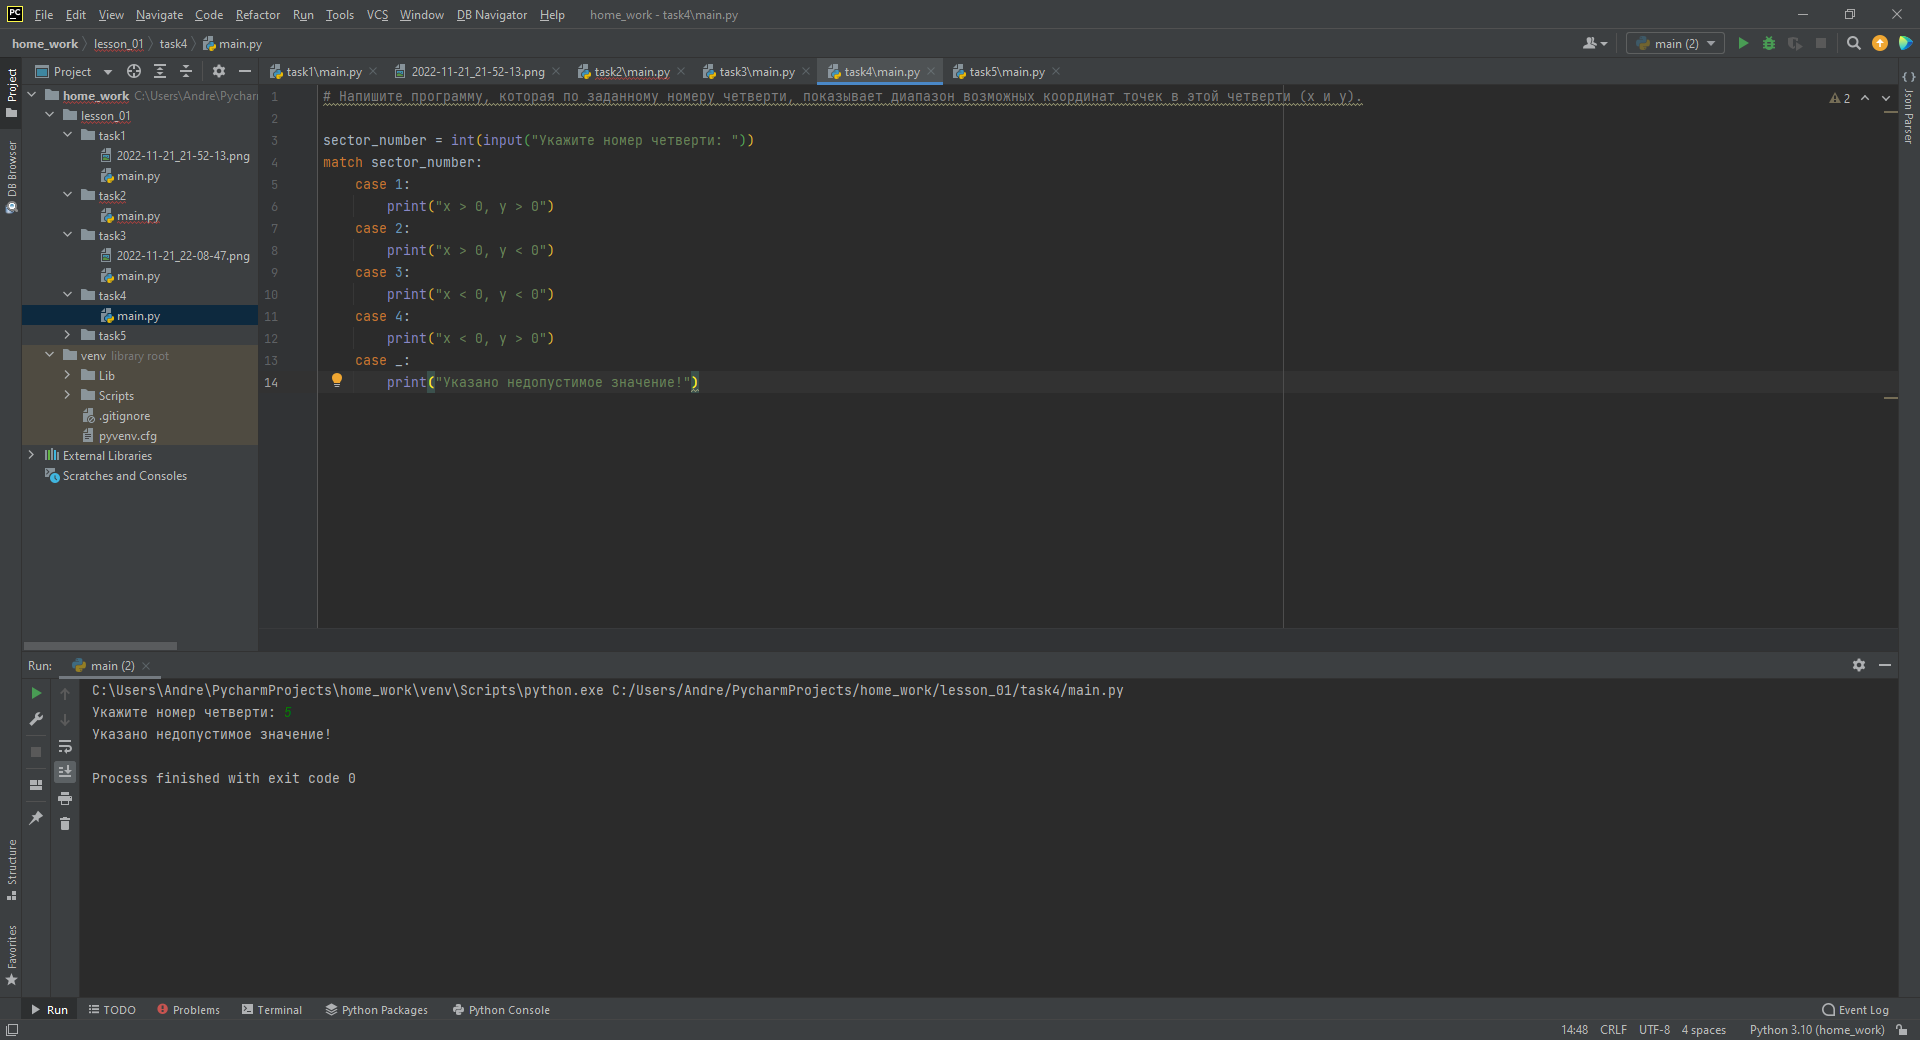 PC File Edit View Navigate Code Refactor Run Tools VCS Window DB Navigator Help home_work - task4\main.py
home_work lesson_01 task4 main.py main (2)
Project task1\main.py 2022-11-21_21-52-13.png task2\main.py task3\main.py task4\main.py task5\main.py
Project
DB Browser
Structure
Favorites
Json Parser
home_work C:\Users\Andre\Pychar
lesson_01
task1
2022-11-21_21-52-13.png
main.py
task2
main.py
task3
2022-11-21_22-08-47.png
main.py
task4
main.py
task5
venv library root
Lib
Scripts
.gitignore
pyvenv.cfg
External Libraries
Scratches and Consoles
1 # Напишите программу, которая по заданному номеру четверти, показывает диапазон возможных координат точек в этой четверти (x и y).
2
3 sector_number = int(input("Укажите номер четверти: "))
4 match sector_number:
5 case 1:
6 print("x > 0, y > 0")
7 case 2:
8 print("x > 0, y < 0")
9 case 3:
10 print("x < 0, y < 0")
11 case 4:
12 print("x < 0, y > 0")
13 case _:
14 print("Указано недопустимое значение!")
2
Run: main (2)
C:\Users\Andre\PycharmProjects\home_work\venv\Scripts\python.exe C:/Users/Andre/PycharmProjects/home_work/lesson_01/task4/main.py
Укажите номер четверти: 5
Указано недопустимое значение!
Process finished with exit code 0
Run TODO Problems Terminal Python Packages Python Console Event Log
14:48 CRLF UTF-8 4 spaces Python 3.10 (home_work)